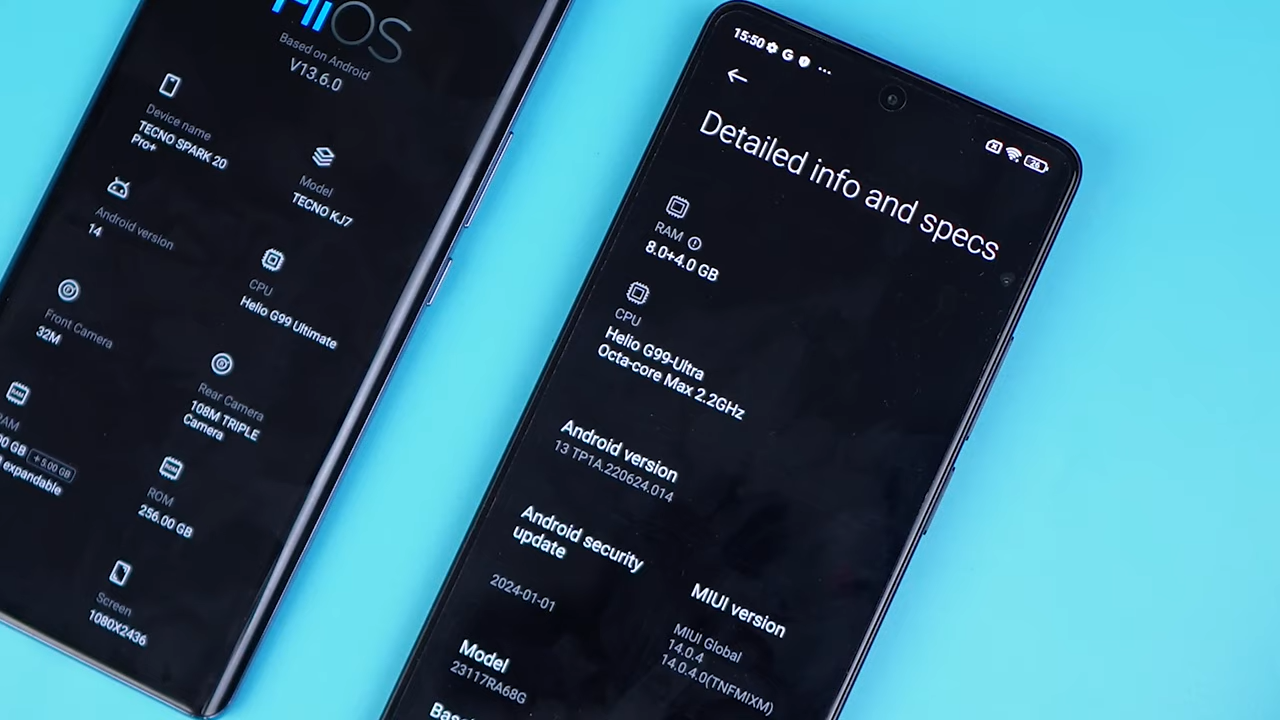 HiOS
Based on Android
V13.6.0
Device name
TECNO SPARK 20
Pro+
Model
TECNO KJ7
Android version
14
CPU
Helio G99 Ultimate
Front Camera
32M
Rear Camera
108M TRIPLE
Camera
+5.00 GB
expandable
ROM
256.00 GB
Screen
1080X2436
15:50
26
Detailed info and specs
RAM
8.0+4.0 GB
CPU
Helio G99-Ultra
Octa-core Max 2.2GHz
Android version
13 TP1A.220624.014
Android security
update
2024-01-01
MIUI version
MIUI Global
14.0.4
14.0.4.0(TNFMIXM)
Model
23117RA68G